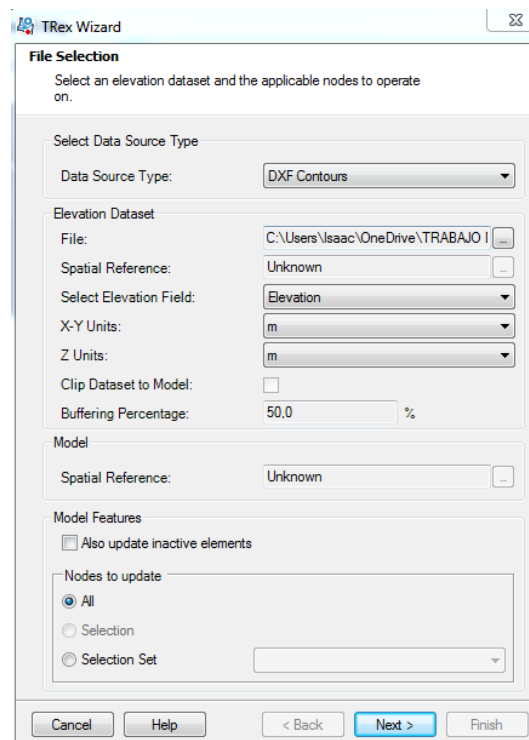 TRex Wizard
File Selection
Select an elevation dataset and the applicable nodes to operate
on.
Select Data Source Type
Data Source Type: DXF Contours
Elevation Dataset
File: C:\Users\Isaac\OneDrive\TRABAJO I ...
Spatial Reference: Unknown ...
Select Elevation Field: Elevation
X-Y Units: m
Z Units: m
Clip Dataset to Model:
Buffering Percentage: 50,0 %
Model
Spatial Reference: Unknown ...
Model Features
Also update inactive elements
Nodes to update
All
Selection
Selection Set
Cancel Help < Back Next > Finish